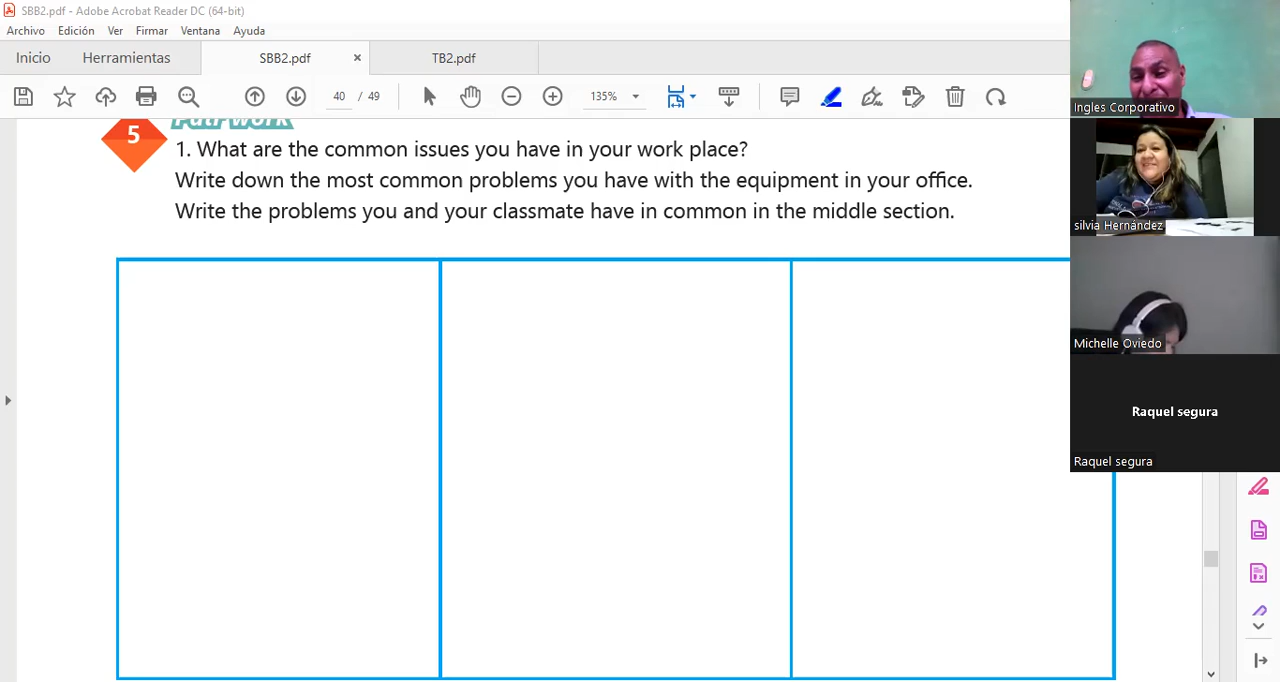 SBB2.pdf - Adobe Acrobat Reader DC (64-bit)
Archivo Edición Ver Firmar Ventana Ayuda
Inicio Herramientas SBB2.pdf × TB2.pdf
40 / 49 135%
Ingles Corporativo
5 Pair work
1. What are the common issues you have in your work place?
Write down the most common problems you have with the equipment in your office.
Write the problems you and your classmate have in common in the middle section.
silvia Hernández
Michelle Oviedo
Raquel segura
Raquel segura